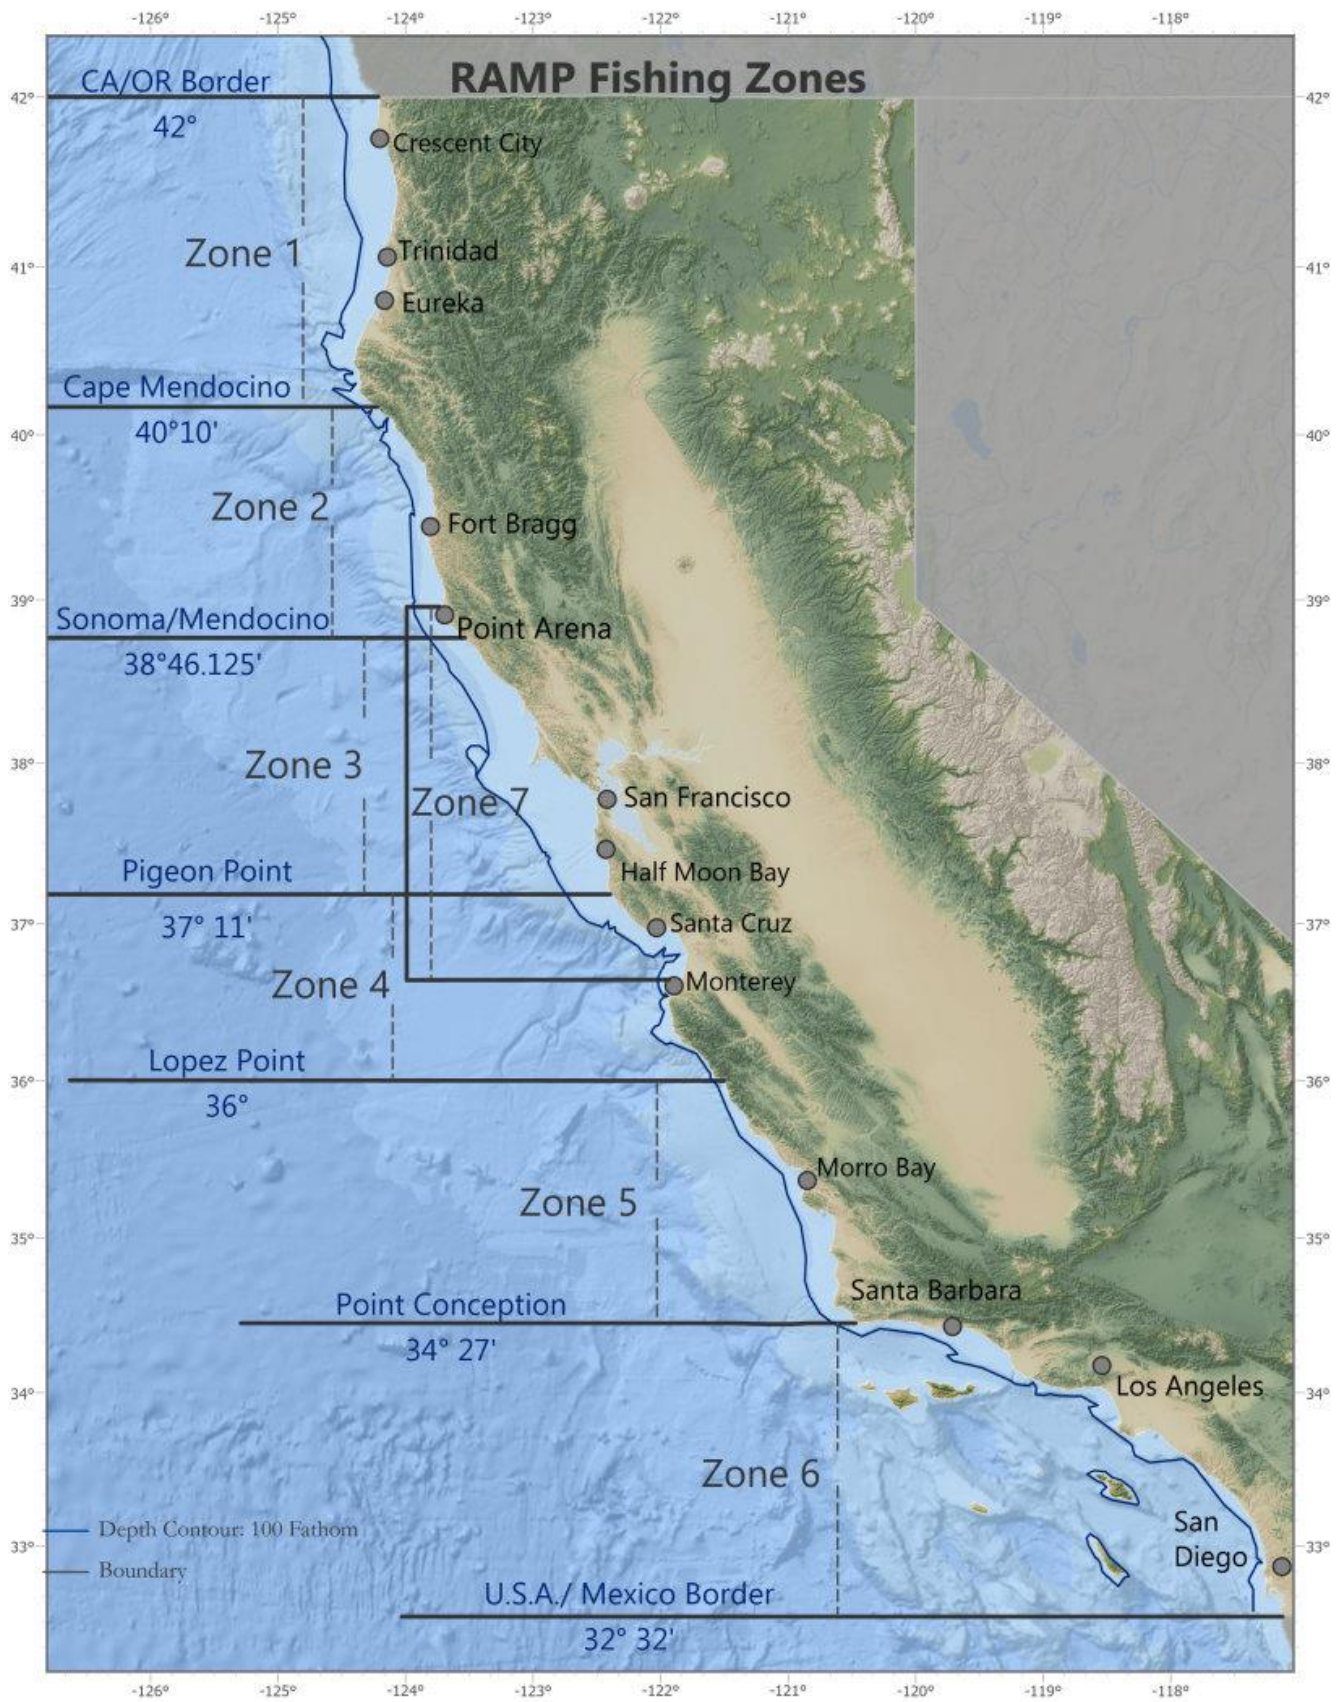 -126° -125° -124° -123° -122° -121° -120° -119° -118°
RAMP Fishing Zones
CA/OR Border
42° 42°
42°
Crescent City
Zone 1
Trinidad
41° 41°
Eureka
Cape Mendocino
40°10'
40° 40°
Zone 2
Fort Bragg
39° 39°
Sonoma/Mendocino
Point Arena
38°46.125'
Zone 3
38° 38°
Zone 7
San Francisco
Pigeon Point
Half Moon Bay
37° 11'
37° 37°
Santa Cruz
Zone 4
Monterey
Lopez Point
36° 36°
36°
Morro Bay
Zone 5
35° 35°
Santa Barbara
Point Conception
34° 27'
Los Angeles
34° 34°
Zone 6
Depth Contour: 100 Fathom
San
Diego
33° 33°
Boundary
U.S.A./ Mexico Border
32° 32'
-126° -125° -124° -123° -122° -121° -120° -119° -118°